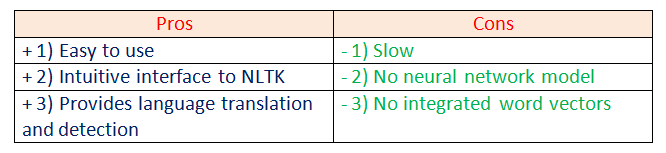 Pros Cons
+ 1) Easy to use - 1) Slow
+ 2) Intuitive interface to NLTK - 2) No neural network model
+ 3) Provides language translation - 3) No integrated word vectors
and detection